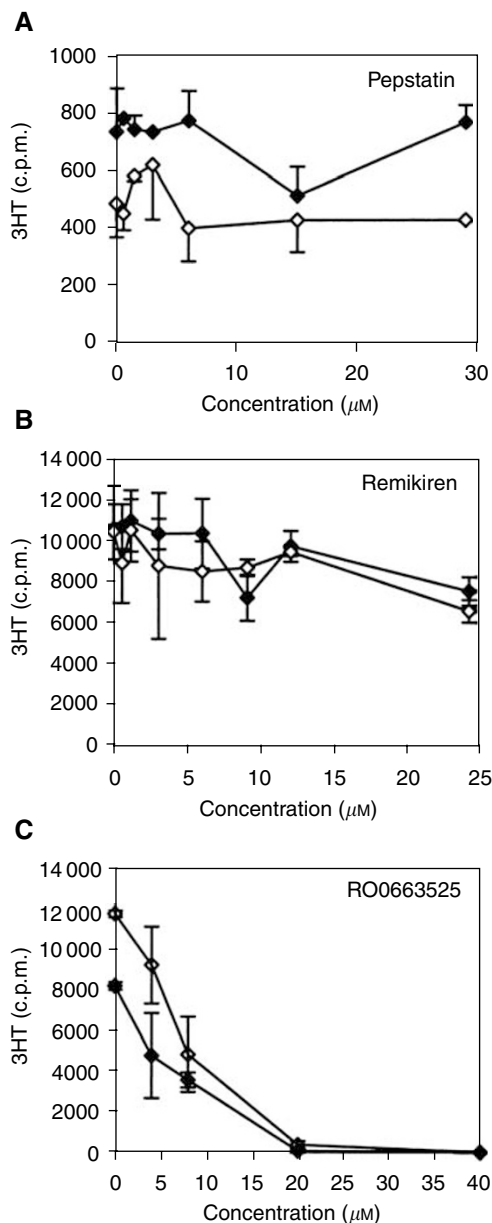 A
1000
800
600
400
200
0
3HT (c.p.m.)
Pepstatin
0 10 20 30
Concentration (μM)
B
14 000
12 000
10 000
8000
6000
4000
2000
0
3HT (c.p.m.)
Remikiren
0 5 10 15 20 25
Concentration (μM)
C
14 000
12 000
10 000
8000
6000
4000
2000
0
3HT (c.p.m.)
RO0663525
0 5 10 15 20 25 30 35 40
Concentration (μM)